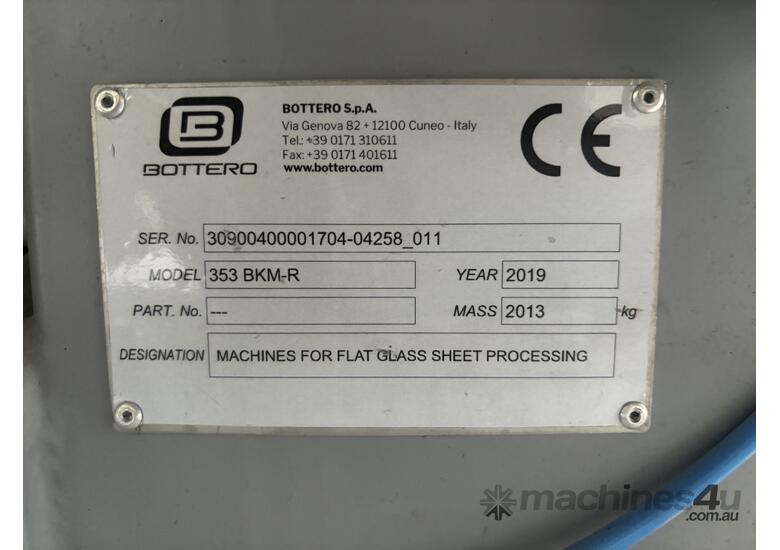 BOTTERO
BOTTERO S.p.A.
Via Genova 82 + 12100 Cuneo - Italy
Tel.: +39 0171 310611
Fax: +39 0171 401611
www.bottero.com
CE
SER. No. 30900400001704-04258_011
MODEL 353 BKM-R YEAR 2019
PART. No. --- MASS 2013 kg
DESIGNATION MACHINES FOR FLAT GLASS SHEET PROCESSING
machines4u
.com.au